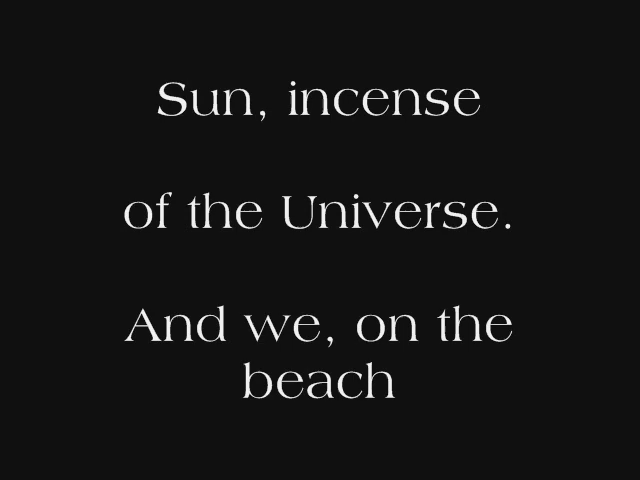 Sun, incense
of the Universe.
And we, on the
beach